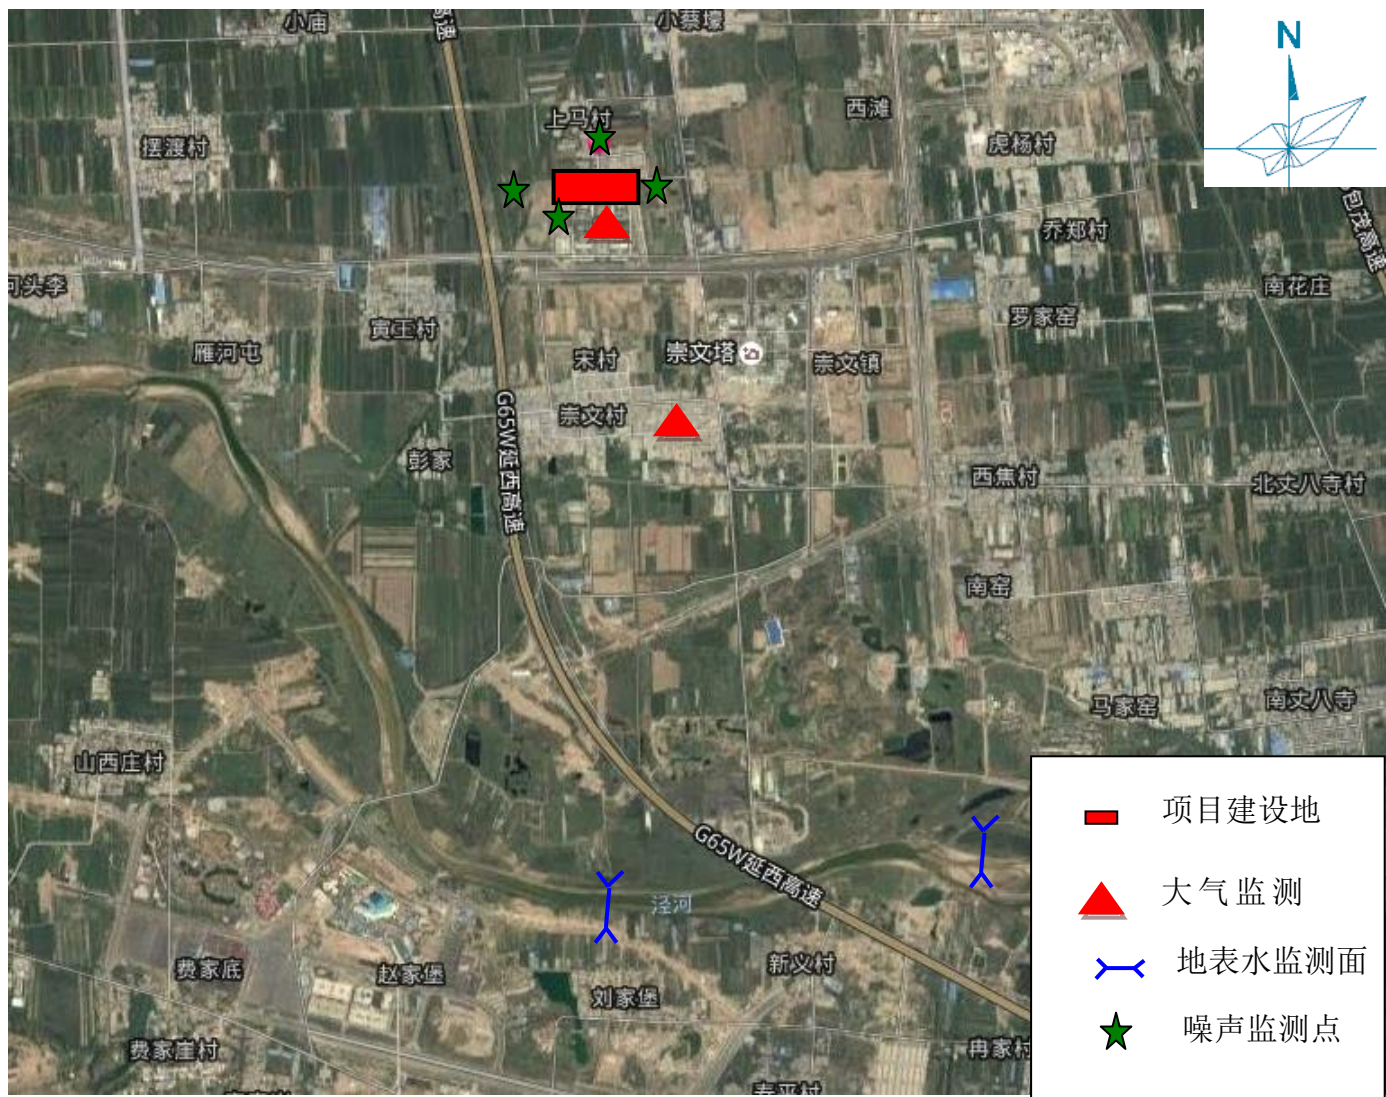 小庙
高速
小蔡壕
N
上马村
西滩
摆渡村
虎杨村
包茂高速
乔郑村
河头李
南花庄
寅王村
罗家窑
雁河屯
宋村
崇文塔
崇文镇
崇文村
G65W延西高速
彭家
西焦村
北丈八寺村
南窑
马家窑
南丈八寺
山西庄村
G65W延西高速
泾河
费家底
赵家堡
新义村
刘家堡
费家崖村
冉家村
项目建设地
大气监测
地表水监测面
噪声监测点